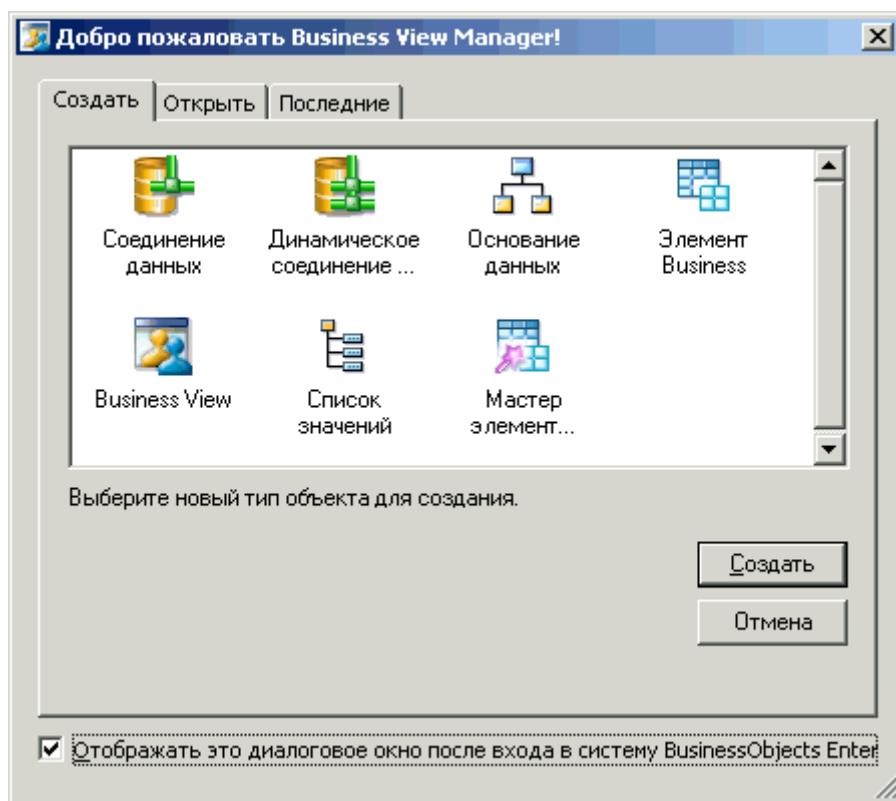 Добро пожаловать Business View Manager!
Создать Открыть Последние
Соединение данных
Динамическое соединение ...
Основание данных
Элемент Business
Business View
Список значений
Мастер элемент...
Выберите новый тип объекта для создания.
Создать
Отмена
Отображать это диалоговое окно после входа в систему BusinessObjects Enter